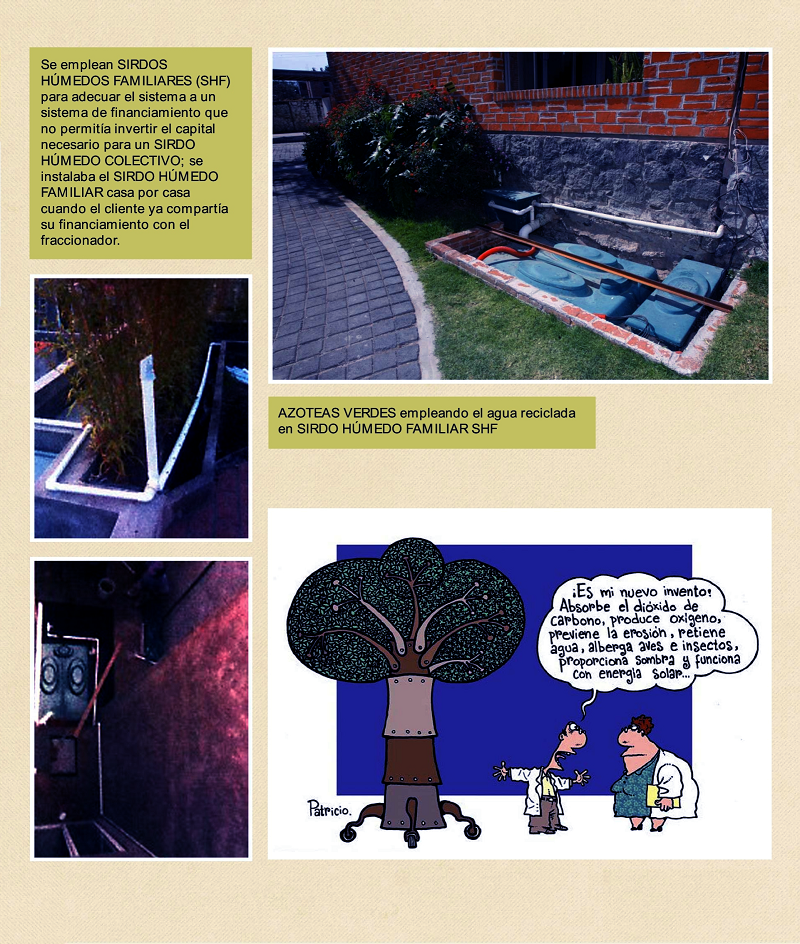 Se emplean SIRDOS
HÚMEDOS FAMILIARES (SHF)
para adecuar el sistema a un
sistema de financiamiento que
no permitía invertir el capital
necesario para un SIRDO
HÚMEDO COLECTIVO; se
instalaba el SIRDO HÚMEDO
FAMILIAR casa por casa
cuando el cliente ya compartía
su financiamiento con el
fraccionador.
AZOTEAS VERDES empleando el agua reciclada
en SIRDO HÚMEDO FAMILIAR SHF
¡Es mi nuevo invento!
Absorbe el dióxido de
carbono, produce oxígeno,
previene la erosión, retiene
agua, alberga aves e insectos,
proporciona sombra y funciona
con energía solar...
Patricio.